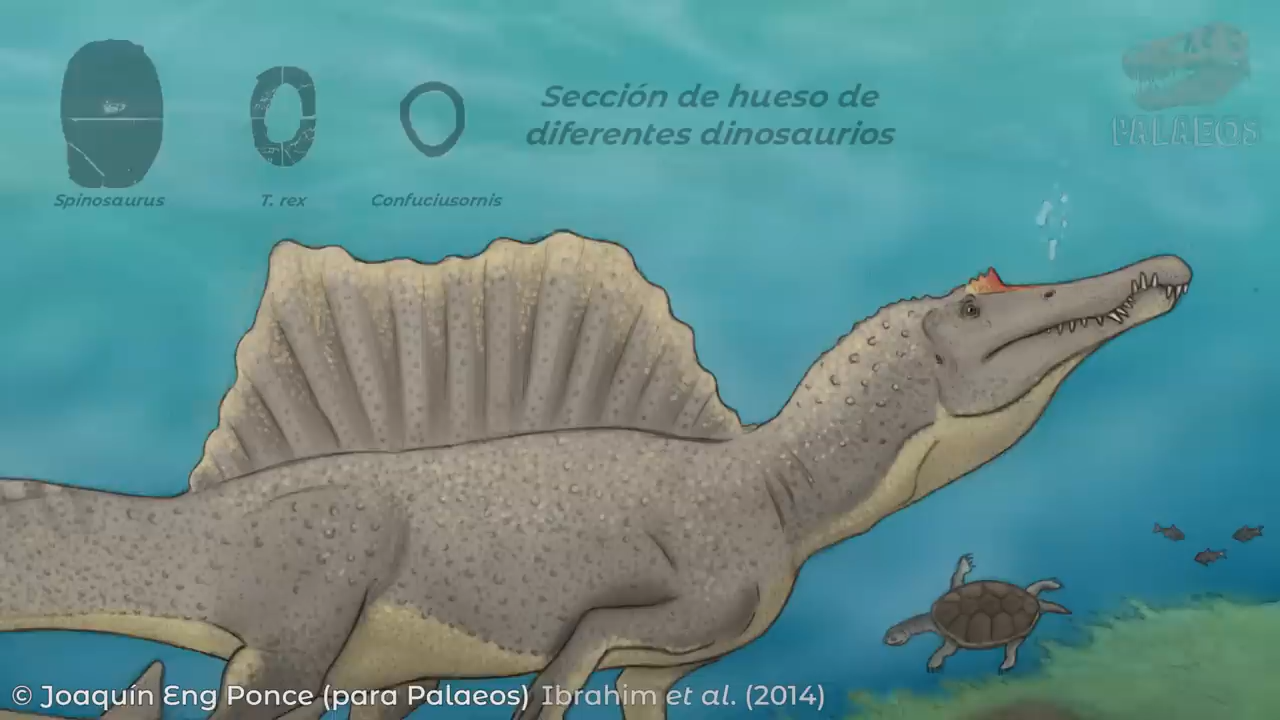 Sección de hueso de
diferentes dinosaurios
PALAEOS
Spinosaurus
T. rex
Confuciusornis
© Joaquín Eng Ponce (para Palaeos) Ibrahim et al. (2014)